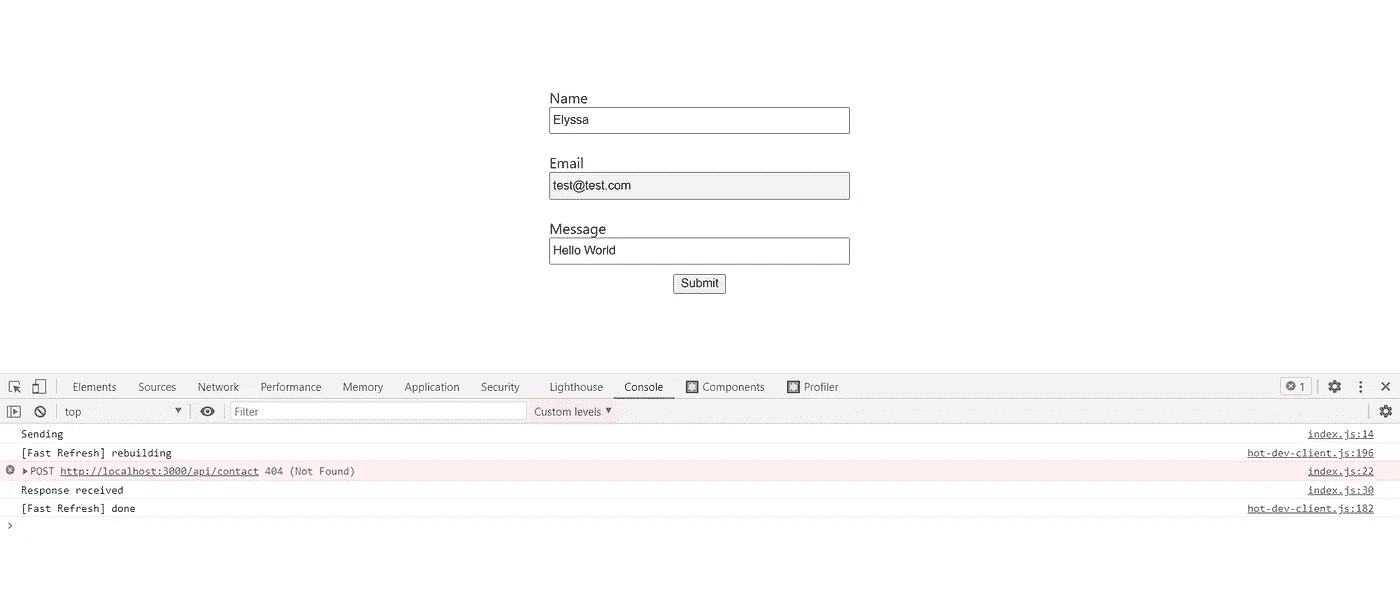 Name
Elyssa
Email
test@test.com
Message
Hello World
Submit
Elements Sources Network Performance Memory Application Security Lighthouse Console Components Profiler 1
top Filter Custom levels
Sending index.js:14
[Fast Refresh] rebuilding hot-dev-client.js:196
POST http://localhost:3000/api/contact 404 (Not Found) index.js:22
Response received index.js:30
[Fast Refresh] done hot-dev-client.js:182